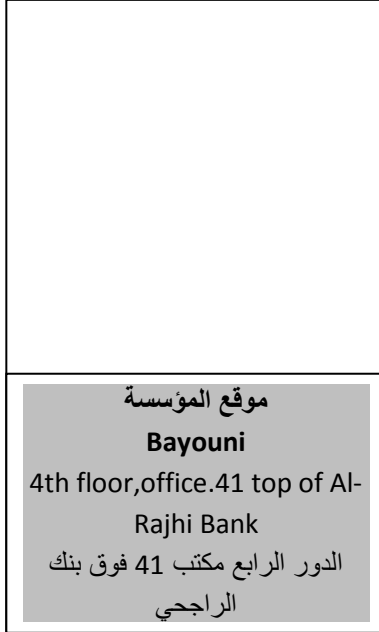 موقع المؤسسة
Bayouni
4th floor,office.41 top of Al-
Rajhi Bank
الدور الرابع مكتب 41 فوق بنك
الراجحي